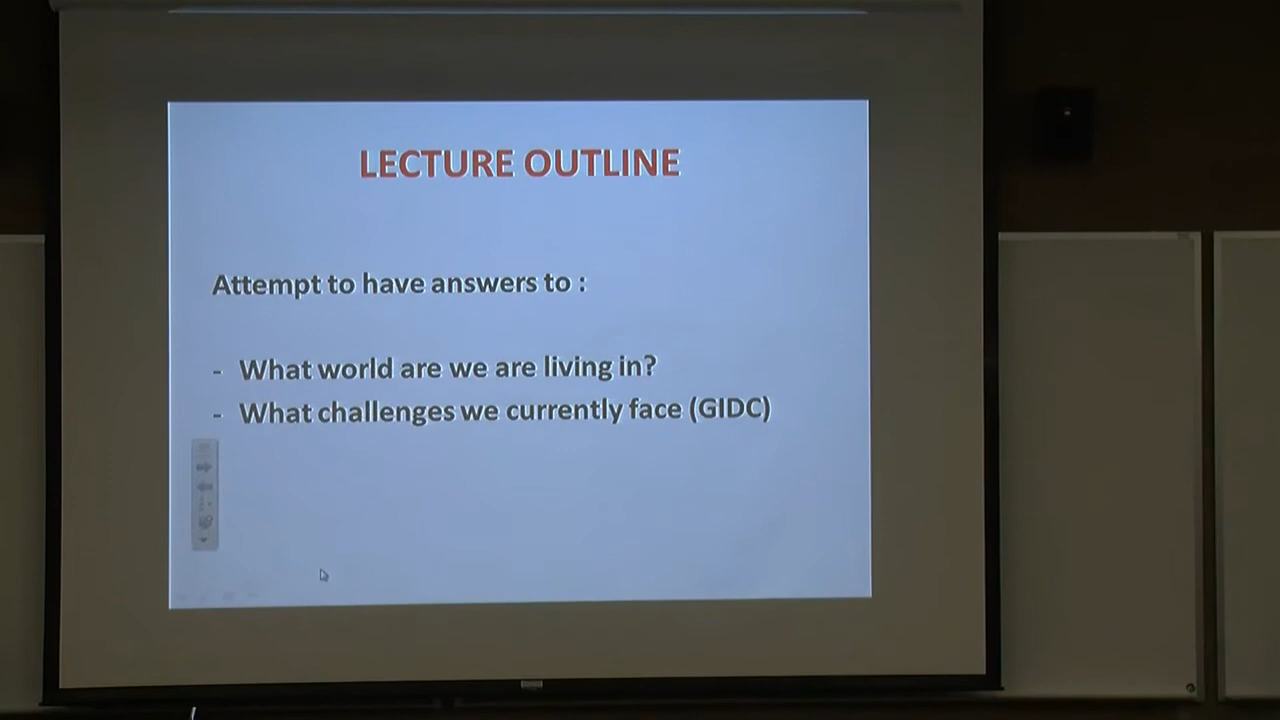 LECTURE OUTLINE
Attempt to have answers to :
- What world are we are living in?
- What challenges we currently face (GIDC)